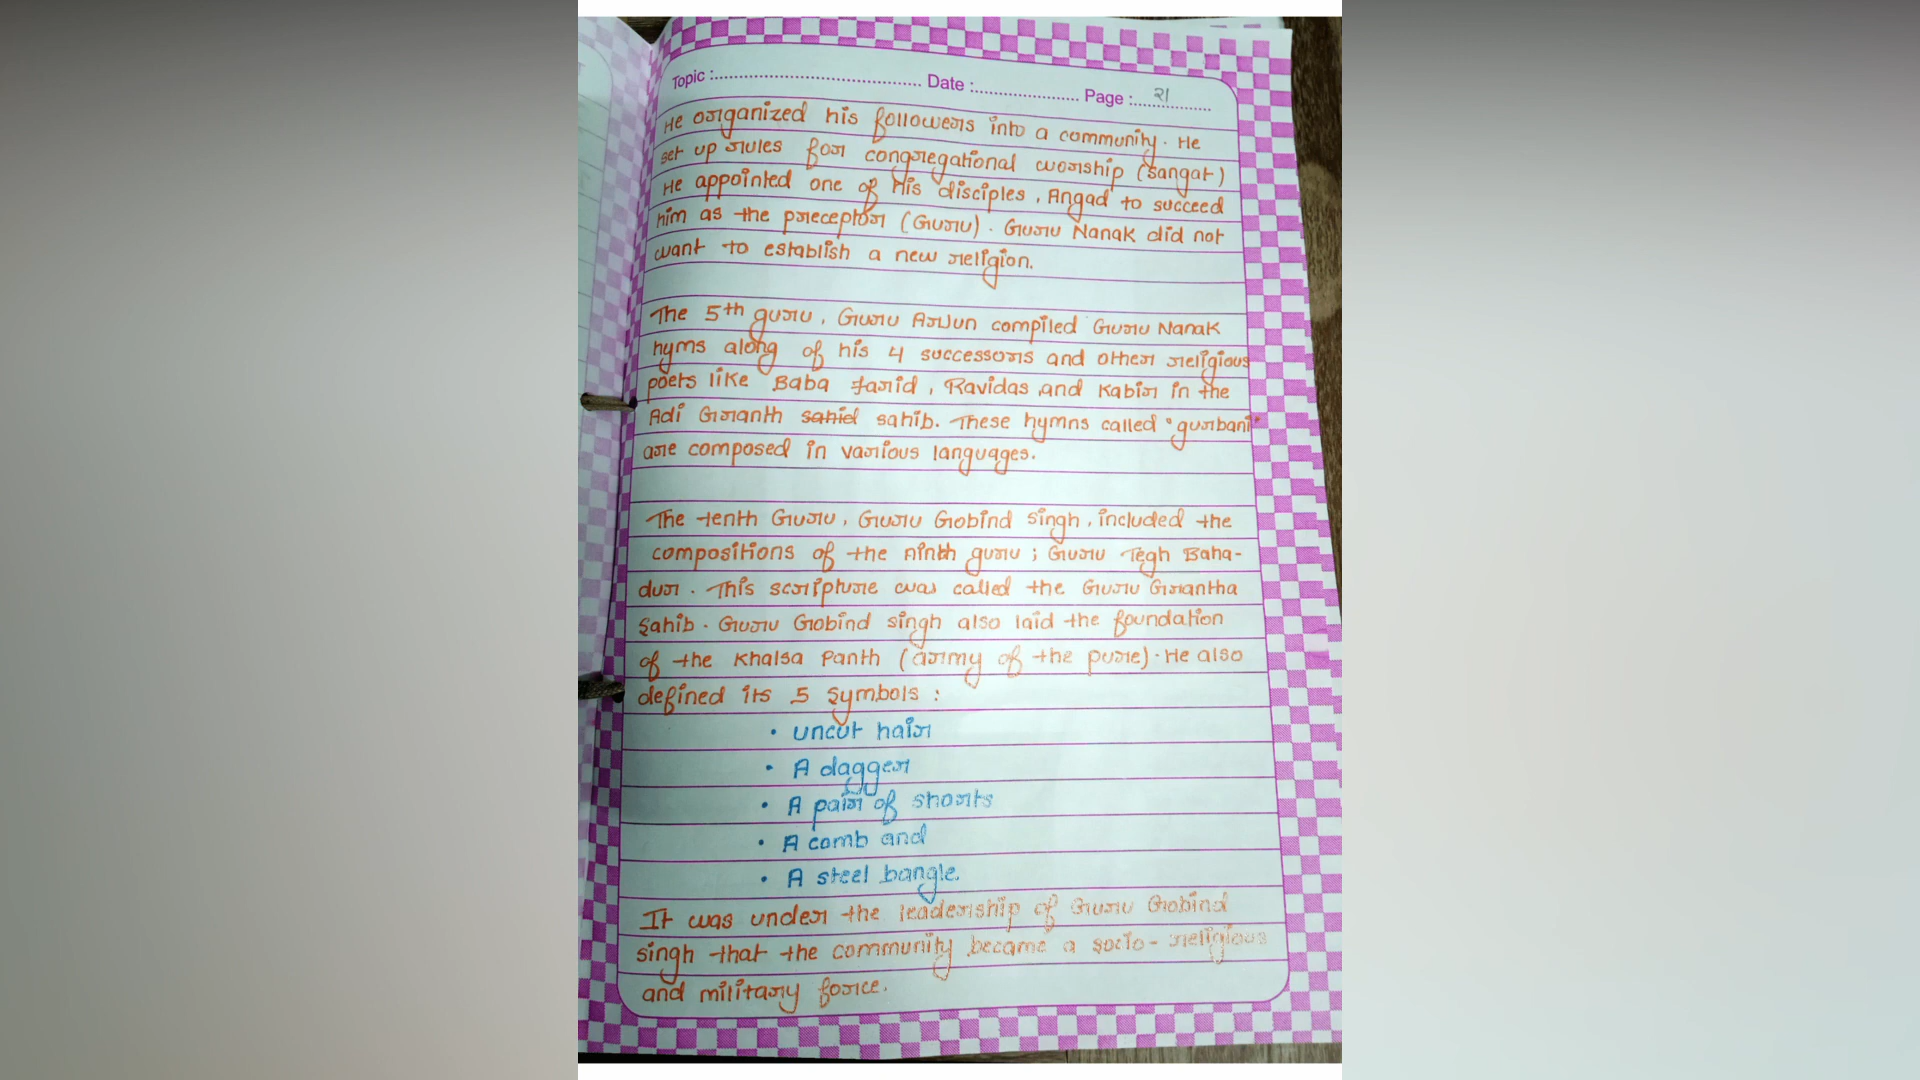 Topic : Date : Page : २१
He organized his followers into a community. He
set up rules for congregational worship (sangat)
He appointed one of His disciples, Angad to succeed
him as the preceptor (Guru). Guru Nanak did not
want to establish a new religion.
The 5th guru, Guru Arjun compiled Guru Nanak
hyms along of his 4 successors and other religious
poets like Baba farid, Ravidas, and Kabir in the
Adi Granth sahid sahib. These hymns called "gurbani"
are composed in various languages.
The tenth Guru, Guru Gobind singh, included the
compositions of the ninth guru; Guru Tegh Baha-
dur. This scripture was called the Guru Grantha
Sahib. Guru Gobind singh also laid the foundation
of the Khalsa Panth (army of the pure). He also
defined its 5 symbols :
• uncut hair
• A dagger
• A pair of shorts
• A comb and
• A steel bangle.
It was under the leadership of Guru Gobind
singh that the community became a socio-religious
and military force.